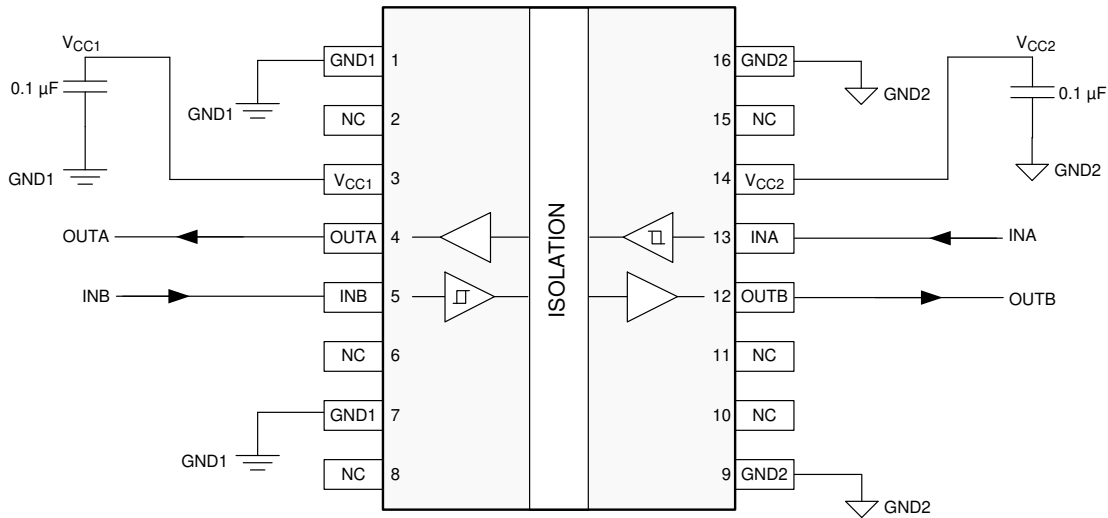 VCC1
0.1 µF
GND1
GND1
GND1 1
NC 2
VCC1 3
OUTA
OUTA 4
INB
INB 5
NC 6
GND1 7
GND1
NC 8
ISOLATION
16 GND2
GND2
15 NC
14 VCC2
VCC2
0.1 µF
GND2
13 INA
INA
12 OUTB
OUTB
11 NC
10 NC
9 GND2
GND2